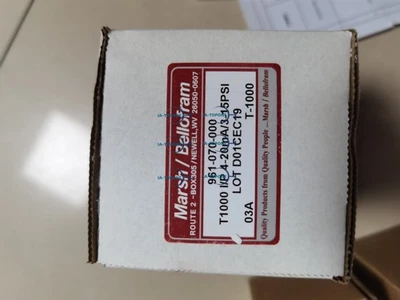 Marsh / Bellofram
ROUTE 2 - BOX305 / NEWELL, WV 26050-0607
961-070-000
T1000 I/P 4-20mA/3-15PSI
LOT D01CEC19
03A
T-1000
Quality Products from Quality People ... Marsh / Bellofram